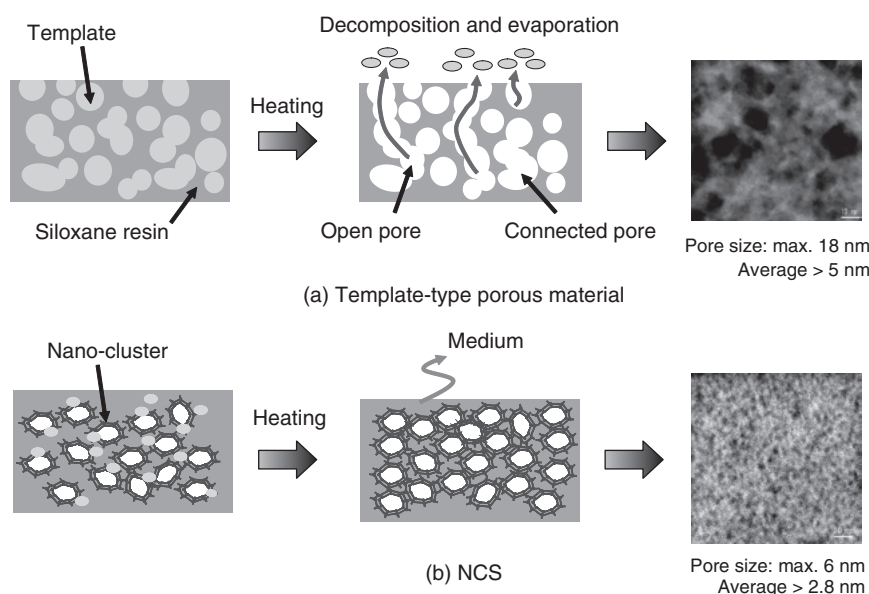 Decomposition and evaporation
Template
Heating
Siloxane resin
Open pore
Connected pore
Pore size: max. 18 nm
Average > 5 nm
(a) Template-type porous material
Medium
Nano-cluster
Heating
(b) NCS
Pore size: max. 6 nm
Average > 2.8 nm